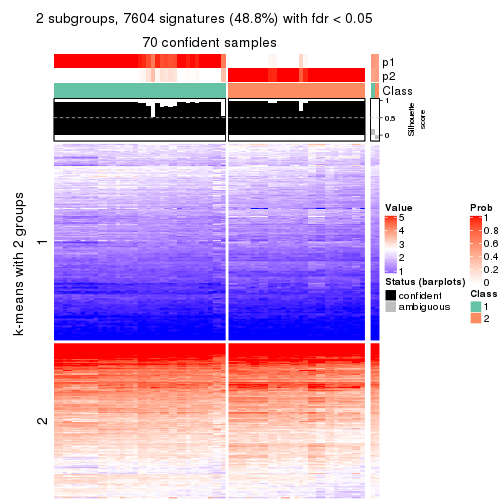 2 subgroups, 7604 signatures (48.8%) with fdr < 0.05
70 confident samples
p1
p2
Class
1
0.5
0
Silhouette
score
k-means with 2 groups
1
2
Value
5
4
3
2
1
Status (barplots)
confident
ambiguous
Prob
1
0.8
0.6
0.4
0.2
0
Class
1
2